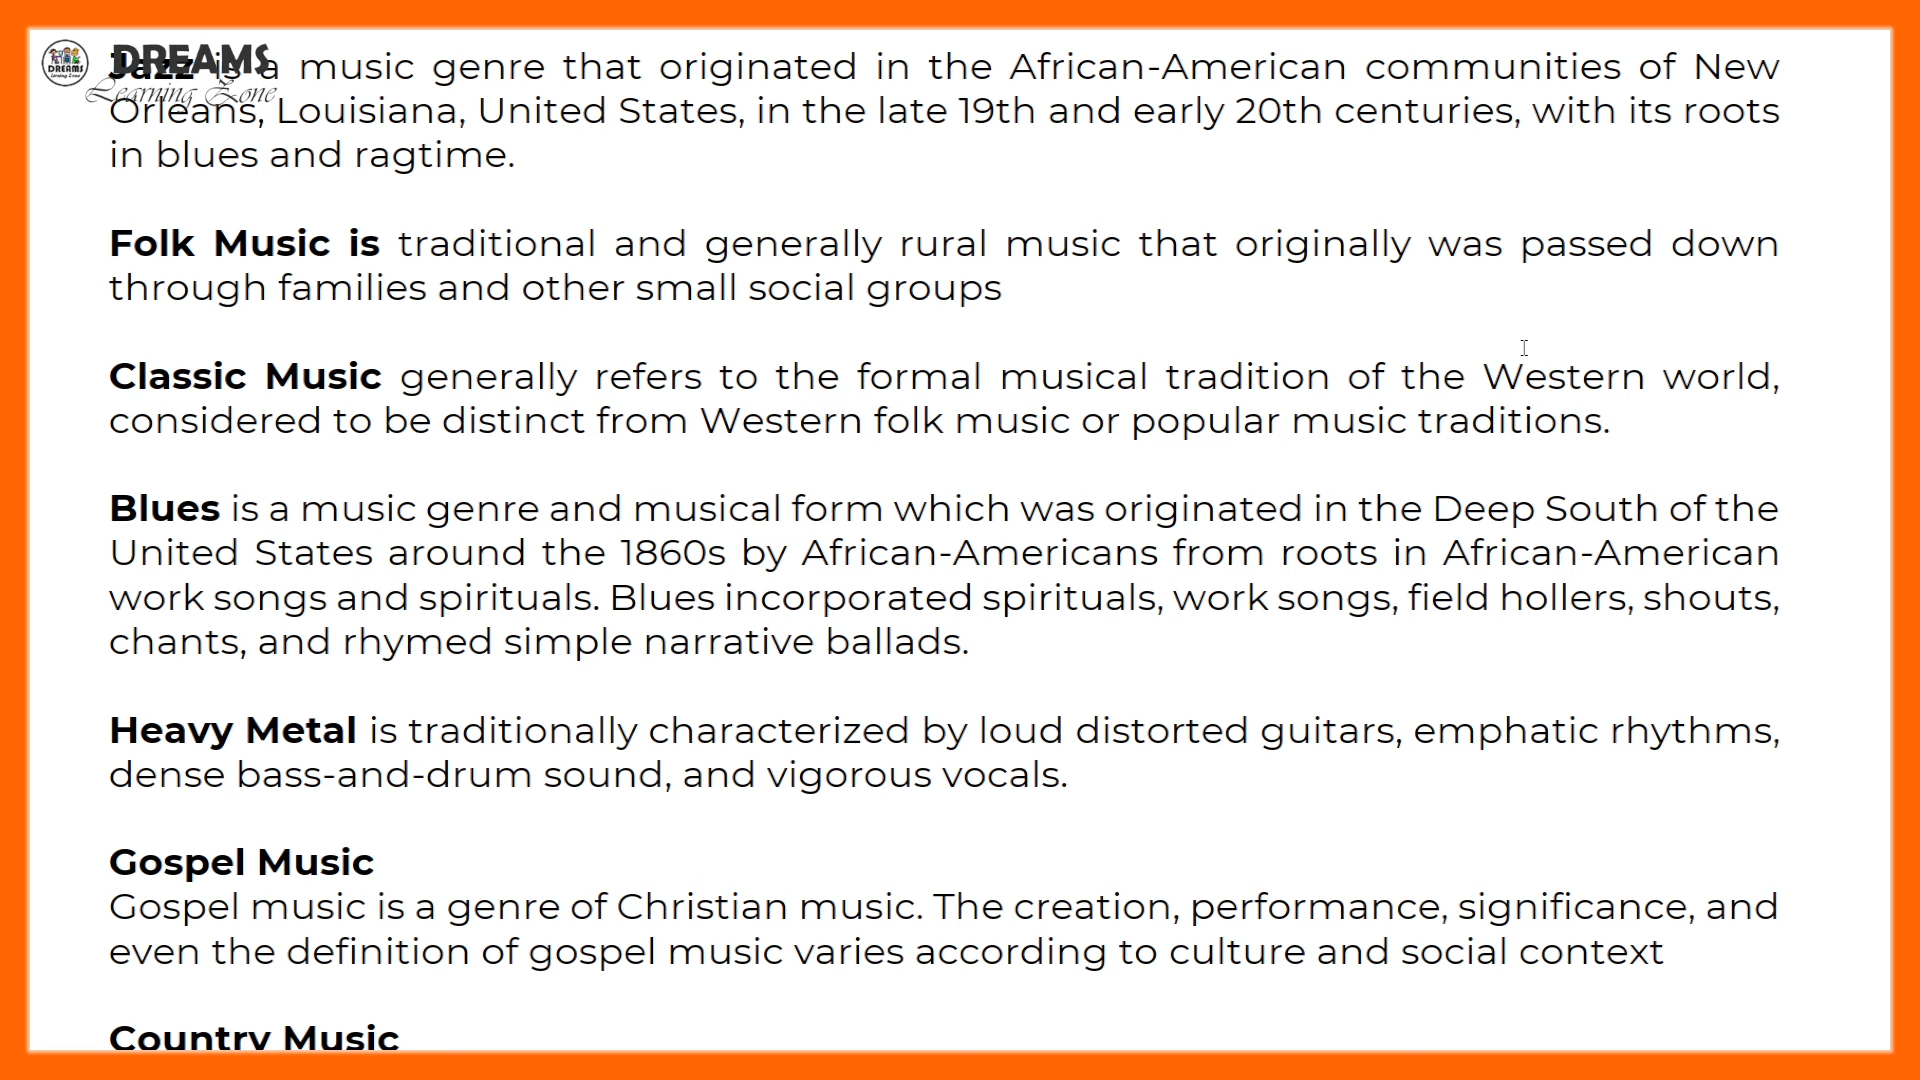 DREAMS
Learning Zone
DREAMS
Jazz is a music genre that originated in the African-American communities of New
Orleans, Louisiana, United States, in the late 19th and early 20th centuries, with its roots
in blues and ragtime.
Folk Music is traditional and generally rural music that originally was passed down
through families and other small social groups
Classic Music generally refers to the formal musical tradition of the Western world,
considered to be distinct from Western folk music or popular music traditions.
Blues is a music genre and musical form which was originated in the Deep South of the
United States around the 1860s by African-Americans from roots in African-American
work songs and spirituals. Blues incorporated spirituals, work songs, field hollers, shouts,
chants, and rhymed simple narrative ballads.
Heavy Metal is traditionally characterized by loud distorted guitars, emphatic rhythms,
dense bass-and-drum sound, and vigorous vocals.
Gospel Music
Gospel music is a genre of Christian music. The creation, performance, significance, and
even the definition of gospel music varies according to culture and social context
Country Music